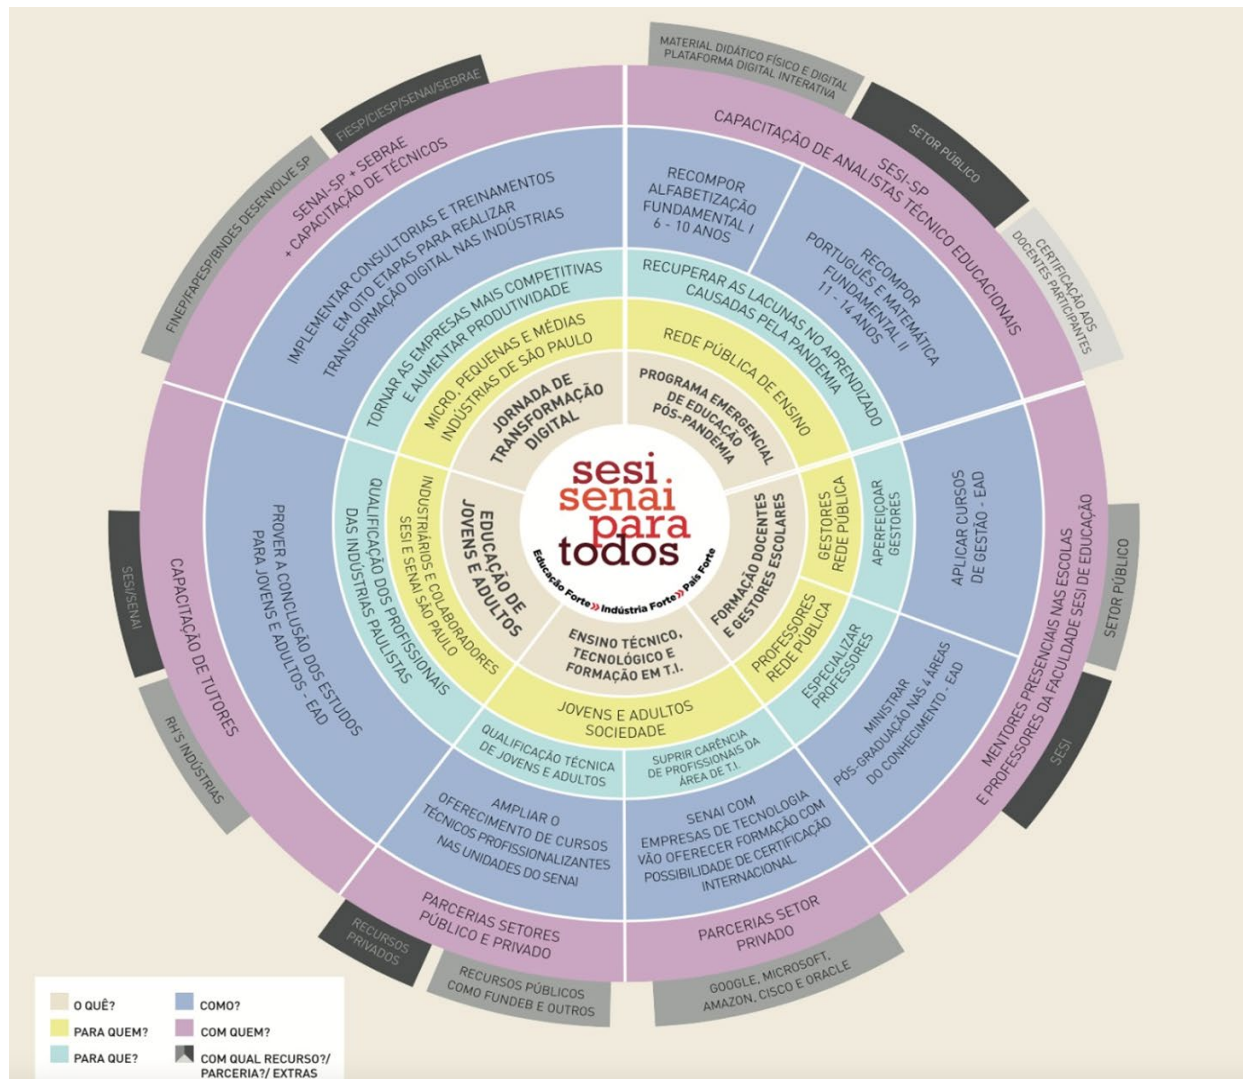 MATERIAL DIDÁTICO FÍSICO E DIGITAL
PLATAFORMA DIGITAL INTERATIVA
SETOR PÚBLICO
CERTIFICAÇÃO AOS
DOCENTES PARTICIPANTES
SESI-SP
CAPACITAÇÃO DE ANALISTAS TÉCNICO EDUCACIONAIS
RECOMPOR
ALFABETIZAÇÃO
FUNDAMENTAL I
6 - 10 ANOS
RECOMPOR
PORTUGUÊS E MATEMÁTICA
FUNDAMENTAL II
11 - 14 ANOS
RECUPERAR AS LACUNAS NO APRENDIZADO
CAUSADAS PELA PANDEMIA
REDE PÚBLICA DE ENSINO
PROGRAMA EMERGENCIAL
DE EDUCAÇÃO
PÓS-PANDEMIA
FORMAÇÃO DOCENTES
E GESTORES ESCOLARES
GESTORES
REDE PÚBLICA
APERFEIÇOAR
GESTORES
APLICAR CURSOS
DE GESTÃO - EAD
PROFESSORES
REDE PÚBLICA
ESPECIALIZAR
PROFESSORES
MINISTRAR
PÓS-GRADUAÇÃO NAS 4 ÁREAS
DO CONHECIMENTO - EAD
MENTORES PRESENCIAIS NAS ESCOLAS
E PROFESSORES DA FACULDADE SESI DE EDUCAÇÃO
SETOR PÚBLICO
SESI
ENSINO TÉCNICO,
TECNOLÓGICO E
FORMAÇÃO EM T.I.
JOVENS E ADULTOS
SOCIEDADE
SUPRIR CARÊNCIA
DE PROFISSIONAIS DA
ÁREA DE T.I.
SENAI COM
EMPRESAS DE TECNOLOGIA
VÃO OFERECER FORMAÇÃO COM
POSSIBILIDADE DE CERTIFICAÇÃO
INTERNACIONAL
PARCERIAS SETOR
PRIVADO
GOOGLE, MICROSOFT,
AMAZON, CISCO E ORACLE
QUALIFICAÇÃO TÉCNICA
DE JOVENS E ADULTOS
AMPLIAR O
OFERECIMENTO DE CURSOS
TÉCNICOS PROFISSIONALIZANTES
NAS UNIDADES DO SENAI
PARCERIAS SETORES
PÚBLICO E PRIVADO
RECURSOS
PRIVADOS
RECURSOS PÚBLICOS
COMO FUNDEB E OUTROS
EDUCAÇÃO DE
JOVENS E ADULTOS
INDUSTRIÁRIOS E COLABORADORES
SESI E SENAI SÃO PAULO
QUALIFICAÇÃO DOS PROFISSIONAIS
DAS INDÚSTRIAS PAULISTAS
PROVER A CONCLUSÃO DOS ESTUDOS
PARA JOVENS E ADULTOS - EAD
CAPACITAÇÃO DE TUTORES
SESI/SENAI
RH'S INDÚSTRIAS
JORNADA DE
TRANSFORMAÇÃO
DIGITAL
MICRO, PEQUENAS E MÉDIAS
INDÚSTRIAS DE SÃO PAULO
TORNAR AS EMPRESAS MAIS COMPETITIVAS
E AUMENTAR PRODUTIVIDADE
IMPLEMENTAR CONSULTORIAS E TREINAMENTOS
EM OITO ETAPAS PARA REALIZAR
TRANSFORMAÇÃO DIGITAL NAS INDÚSTRIAS
SENAI-SP + SEBRAE
+ CAPACITAÇÃO DE TÉCNICOS
FINEP/FAPESP/BNDES DESENVOLVE SP
FIESP/CIESP/SENAI/SEBRAE
sesi
senai
para
todos
Educação Forte»Indústria Forte»País Forte
O QUÊ?
PARA QUEM?
PARA QUE?
COMO?
COM QUEM?
COM QUAL RECURSO?/
PARCERIA?/ EXTRAS